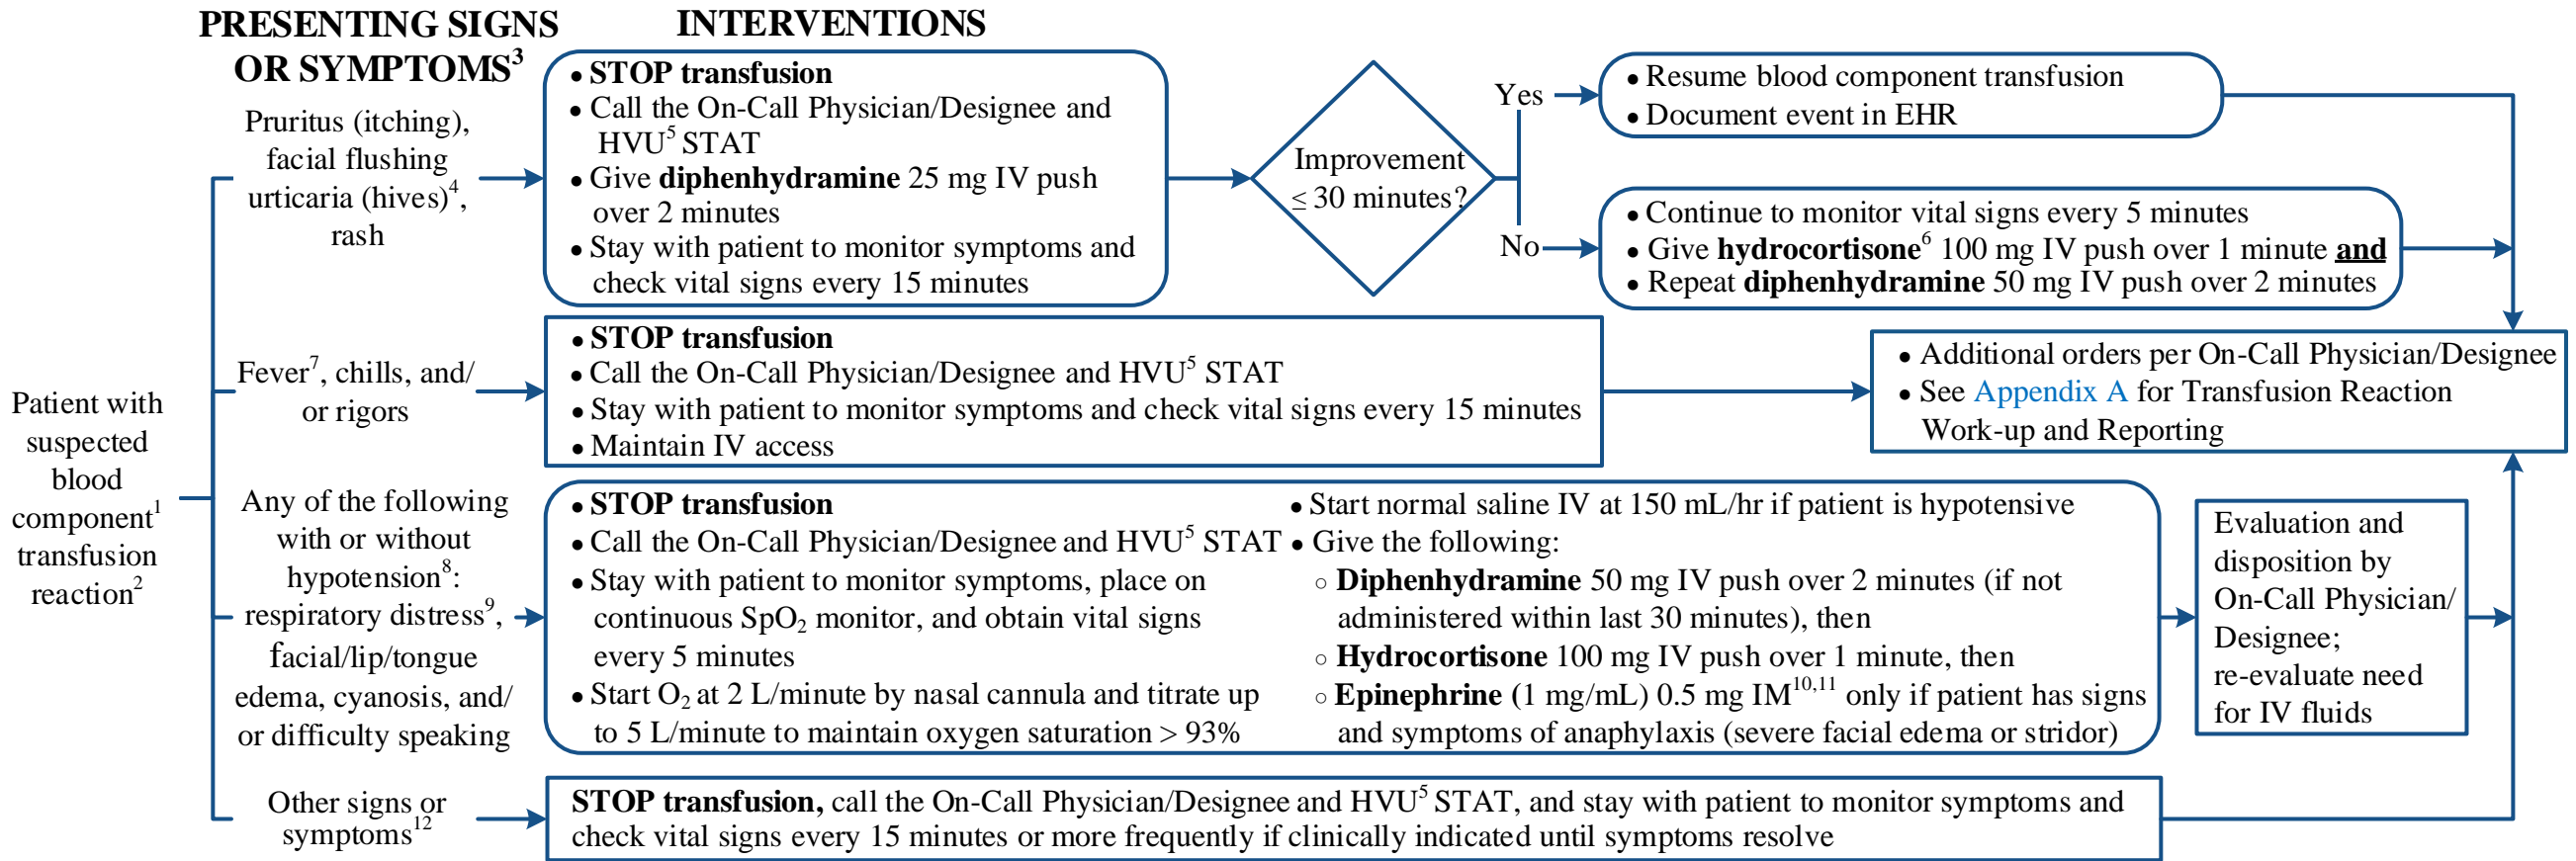 PRESENTING SIGNS
OR SYMPTOMS³
INTERVENTIONS
Patient with
suspected
blood
component¹
transfusion
reaction²
Pruritus (itching),
facial flushing
urticaria (hives)⁴,
rash
• STOP transfusion
• Call the On-Call Physician/Designee and
HVU⁵ STAT
• Give diphenhydramine 25 mg IV push
over 2 minutes
• Stay with patient to monitor symptoms and
check vital signs every 15 minutes
Improvement
≤ 30 minutes?
Yes
• Resume blood component transfusion
• Document event in EHR
No
• Continue to monitor vital signs every 5 minutes
• Give hydrocortisone⁶ 100 mg IV push over 1 minute and
• Repeat diphenhydramine 50 mg IV push over 2 minutes
Fever⁷, chills, and/
or rigors
• STOP transfusion
• Call the On-Call Physician/Designee and HVU⁵ STAT
• Stay with patient to monitor symptoms and check vital signs every 15 minutes
• Maintain IV access
• Additional orders per On-Call Physician/Designee
• See Appendix A for Transfusion Reaction
Work-up and Reporting
Any of the following
with or without
hypotension⁸:
respiratory distress⁹,
facial/lip/tongue
edema, cyanosis, and/
or difficulty speaking
• STOP transfusion
• Call the On-Call Physician/Designee and HVU⁵ STAT
• Stay with patient to monitor symptoms, place on
continuous SpO₂ monitor, and obtain vital signs
every 5 minutes
• Start O₂ at 2 L/minute by nasal cannula and titrate up
to 5 L/minute to maintain oxygen saturation > 93%
• Start normal saline IV at 150 mL/hr if patient is hypotensive
• Give the following:
○ Diphenhydramine 50 mg IV push over 2 minutes (if not
administered within last 30 minutes), then
○ Hydrocortisone 100 mg IV push over 1 minute, then
○ Epinephrine (1 mg/mL) 0.5 mg IM¹⁰,¹¹ only if patient has signs
and symptoms of anaphylaxis (severe facial edema or stridor)
Evaluation and
disposition by
On-Call Physician/
Designee;
re-evaluate need
for IV fluids
Other signs or
symptoms¹²
STOP transfusion, call the On-Call Physician/Designee and HVU⁵ STAT, and stay with patient to monitor symptoms and
check vital signs every 15 minutes or more frequently if clinically indicated until symptoms resolve